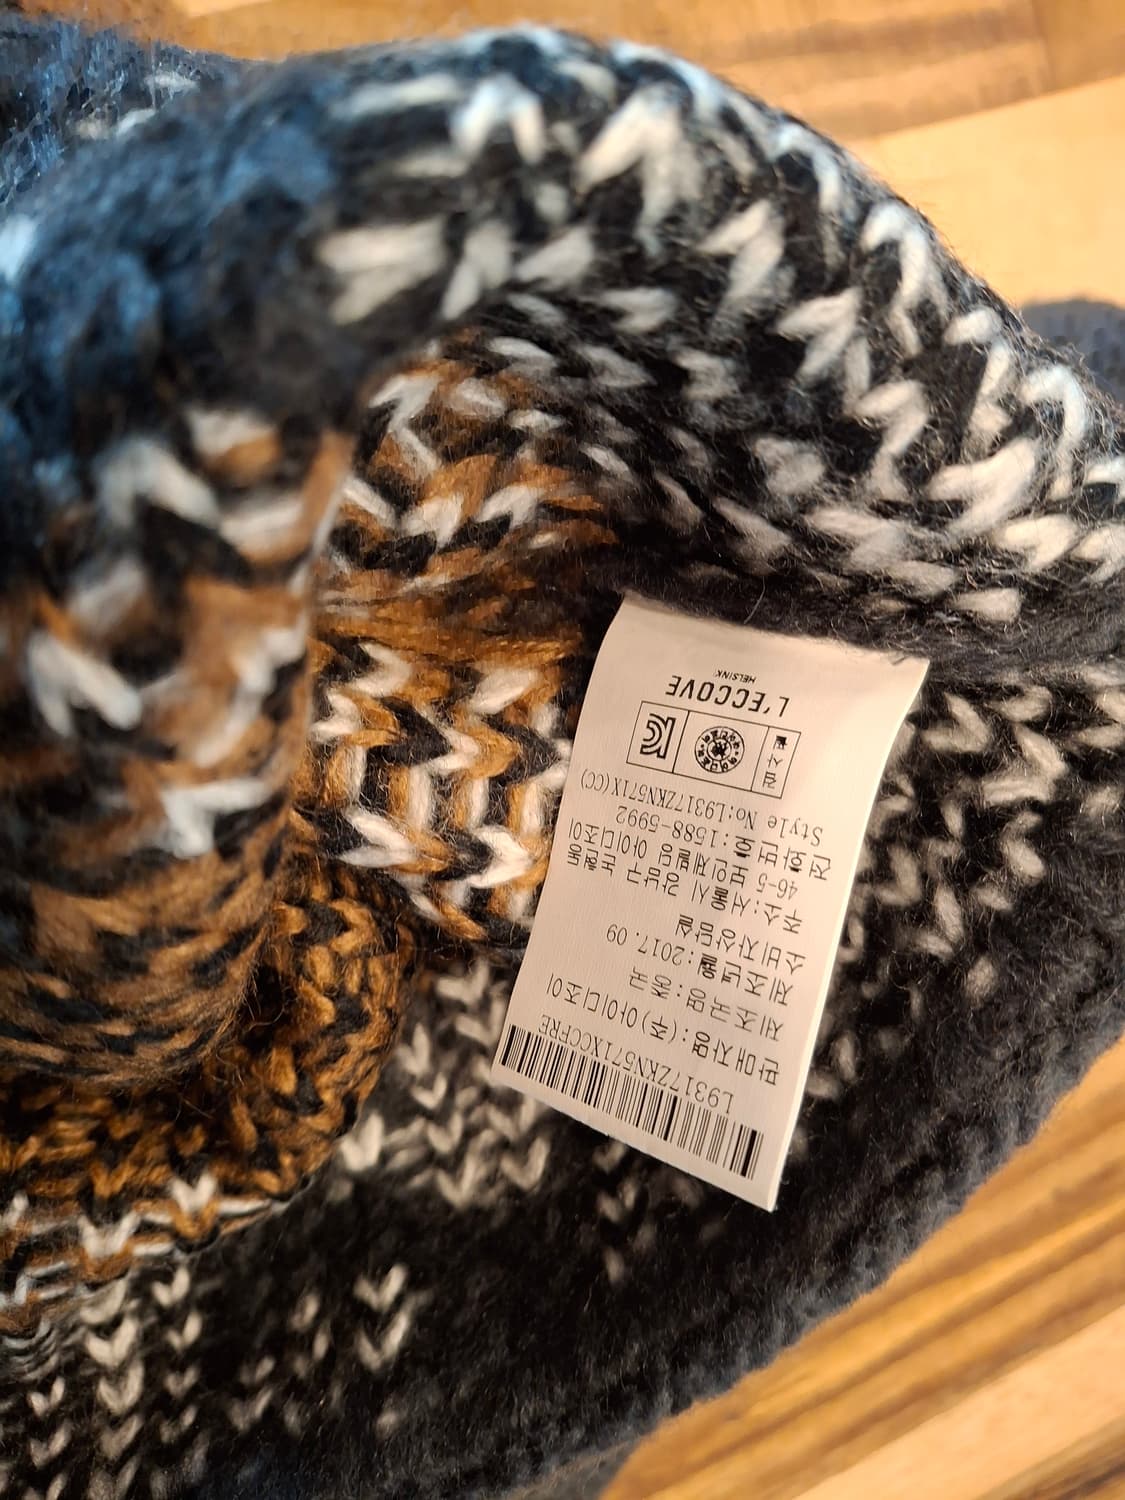 L'ECCOVE
HELSINKI
Style No:L9317ZKN571X(CC)
전화번호:1588-5992
46-5 보인재빌딩 아이디조이
주소:서울시 강남구 논현동
소비자상담실
제조년월:2017.09
제조국명:중 국
판매자명:(주)아이디조이
L9317ZKN571XCCFRE